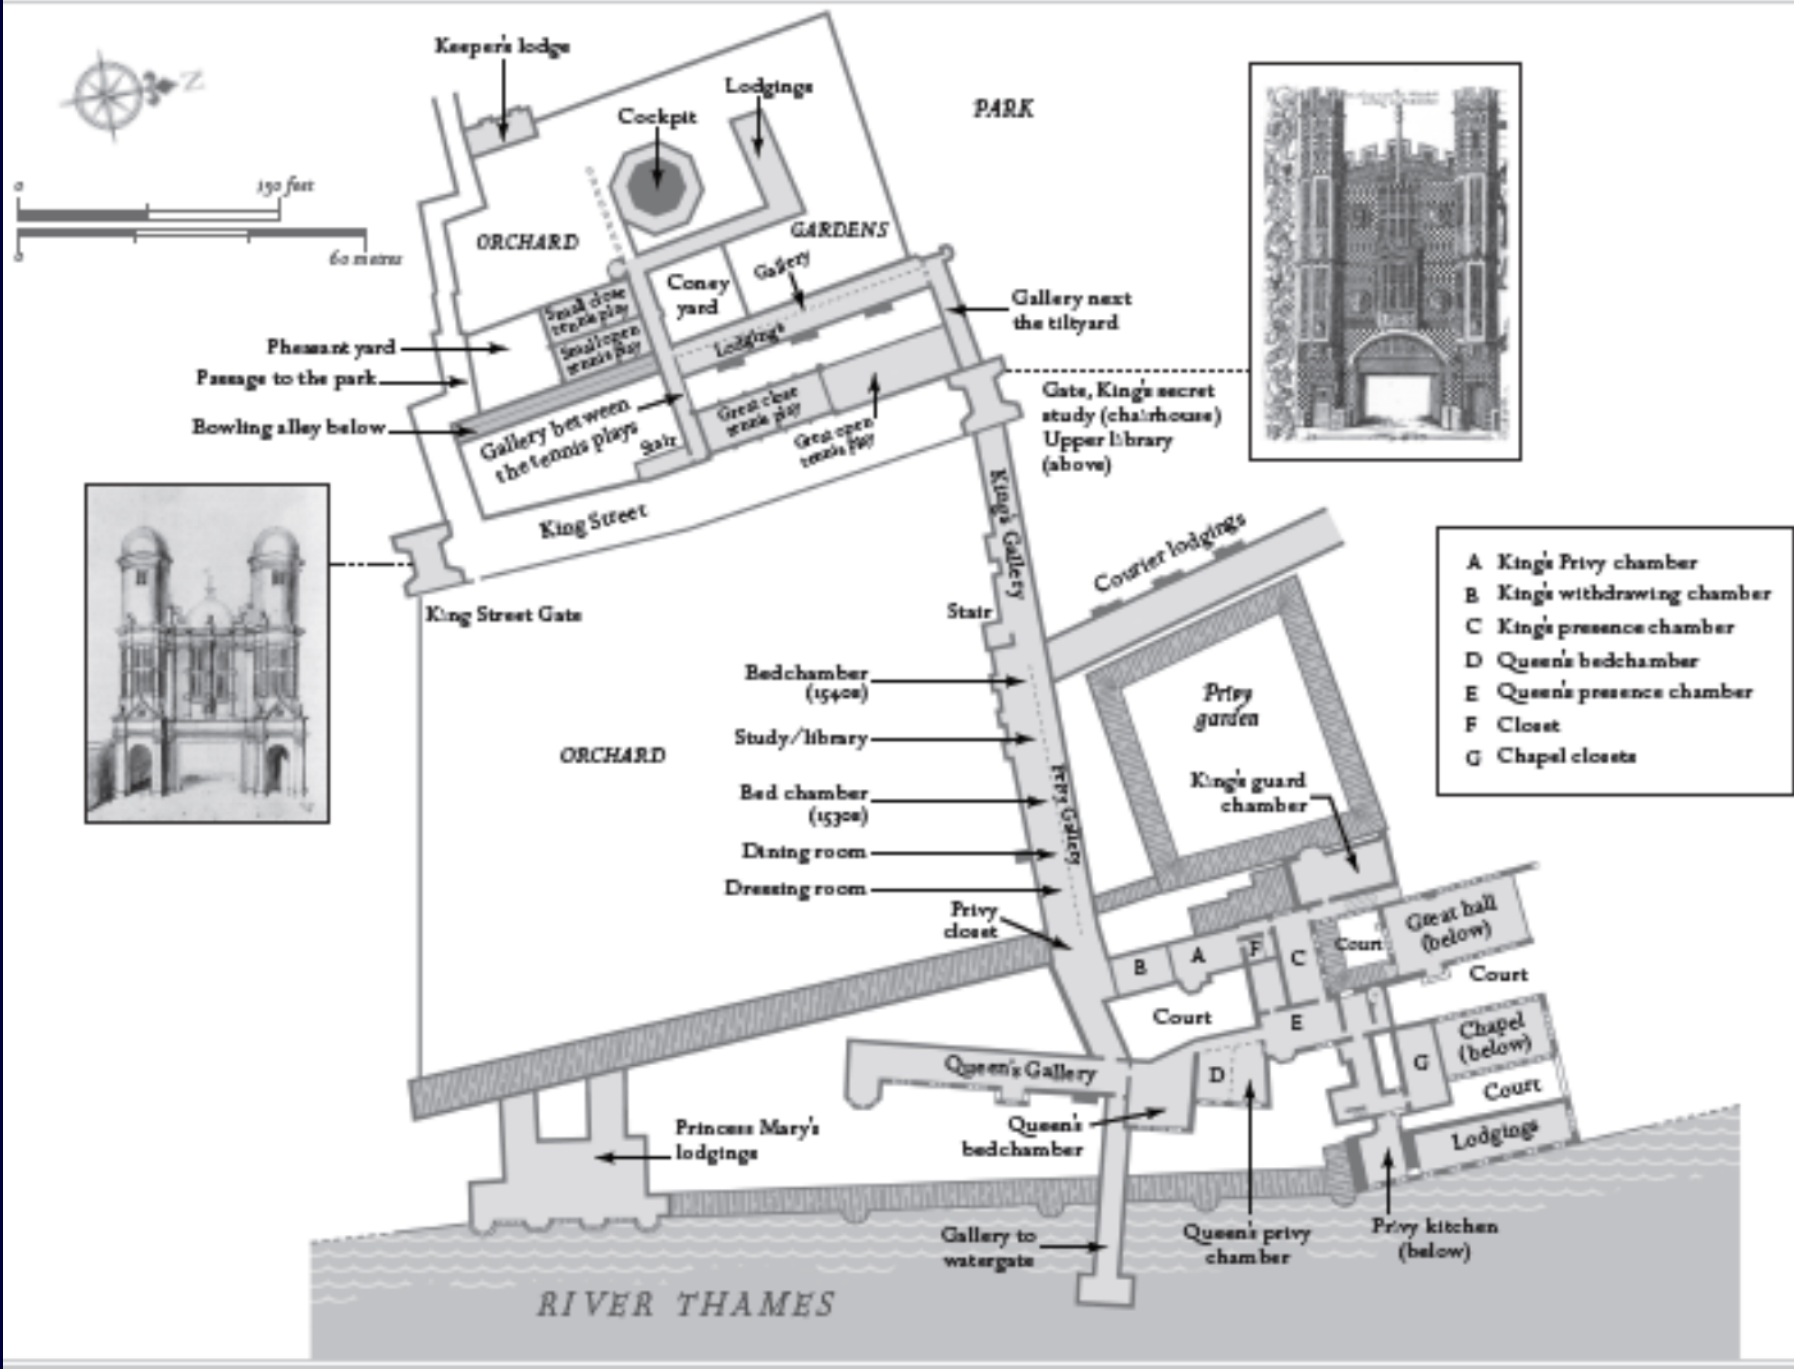 Keeper's lodge
Lodgings
Cockpit
PARK
N
0
150 feet
0
60 metres
ORCHARD
GARDENS
Gallery
Coney
yard
Small close
tennis play
Small open
tennis play
Lodgings
Gallery next
the tiltyard
Pheasant yard
Passage to the park
Bowling alley below
Gallery between
the tennis plays
Stair
Great close
tennis play
Great open
tennis play
Gate, King's secret
study (chairhouse)
Upper library
(above)
King Street
King's Gallery
King Street Gate
Courtier lodgings
Stair
A King's Privy chamber
B King's withdrawing chamber
C King's presence chamber
D Queen's bedchamber
E Queen's presence chamber
F Closet
G Chapel closets
Bedchamber
(1540s)
Study/library
Bed chamber
(1530s)
Dining room
Dressing room
Privy Gallery
Privy
garden
King's guard
chamber
ORCHARD
Privy
closet
B
A
F
C
Court
Great hall
(below)
Court
Court
E
Chapel
(below)
G
Court
Queen's Gallery
D
Queen's
bedchamber
Lodgings
Princess Mary's
lodgings
Gallery to
watergate
Queen's privy
chamber
Privy kitchen
(below)
RIVER THAMES